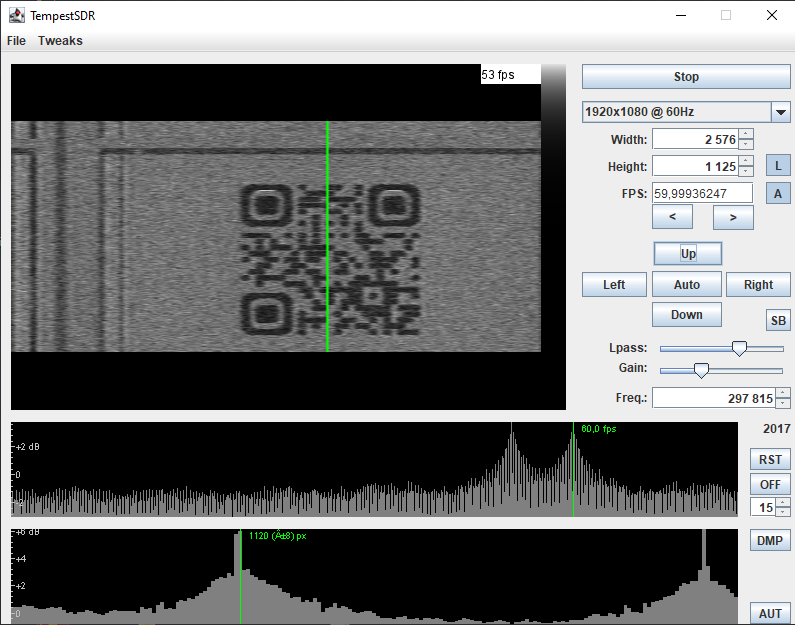 TempestSDR
File Tweaks
53 fps
Stop
1920x1080 @ 60Hz
Width: 2 576
Height: 1 125 L
FPS: 59,99936247 A
< >
Up
Left Auto Right
Down SB
Lpass:
Gain:
Freq.: 297 815
60,0 fps
+2 dB
0
2017
RST
OFF
15
+6 dB
1120 (Â±8) px
+4
+2
0
DMP
AUT